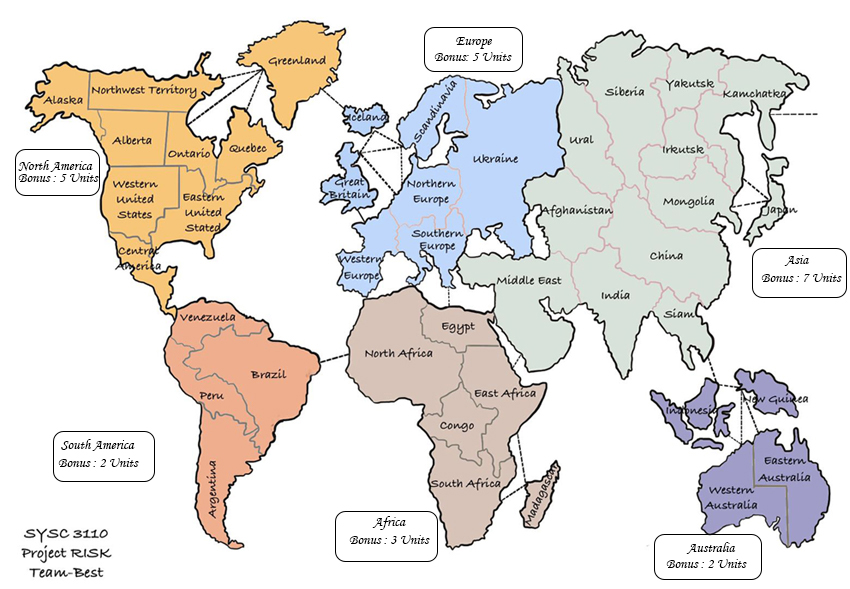 Greenland
Europe
Bonus: 5 Units
Alaska
Northwest Territory
Iceland
Scandinavia
Siberia
Yakutsk
Kamchatka
Alberta
Ontario
Quebec
Ural
Irkutsk
Ukraine
North America
Bonus : 5 Units
Western
United
States
Eastern
United
States
Great
Britain
Northern
Europe
Afghanistan
Mongolia
Japan
Southern
Europe
Central
America
Western
Europe
Middle East
China
Asia
Bonus : 7 Units
India
Siam
Venezuela
Egypt
North Africa
Brazil
Peru
East Africa
Congo
Indonesia
New Guinea
South America
Bonus : 2 Units
Argentina
South Africa
Madagascar
Eastern
Australia
Western
Australia
Africa
Bonus : 3 Units
Australia
Bonus : 2 Units
SYSC 3110
Project RISK
Team-Best